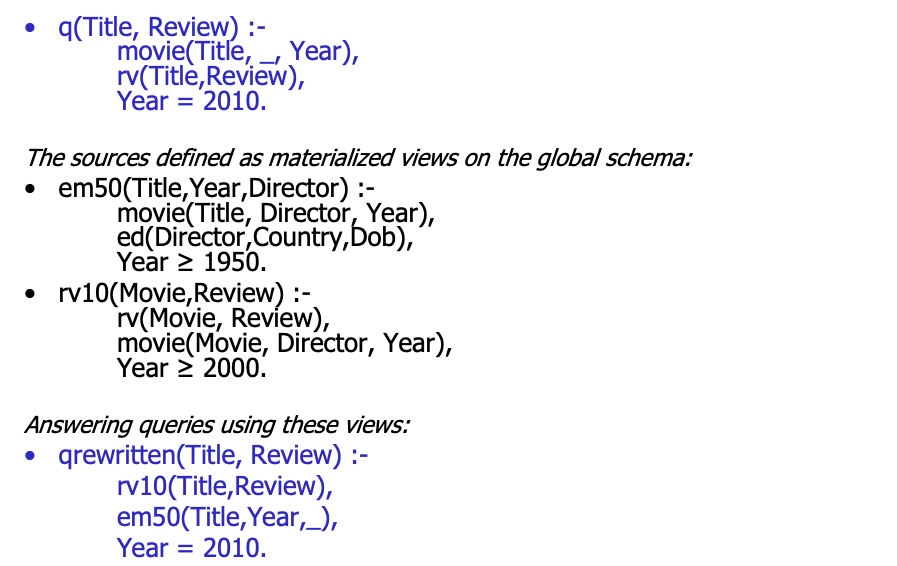 • q(Title, Review) :-
movie(Title, _, Year),
rv(Title,Review),
Year = 2010.
The sources defined as materialized views on the global schema:
• em50(Title,Year,Director) :-
movie(Title, Director, Year),
ed(Director,Country,Dob),
Year ≥ 1950.
• rv10(Movie,Review) :-
rv(Movie, Review),
movie(Movie, Director, Year),
Year ≥ 2000.
Answering queries using these views:
• qrewritten(Title, Review) :-
rv10(Title,Review),
em50(Title,Year,_),
Year = 2010.